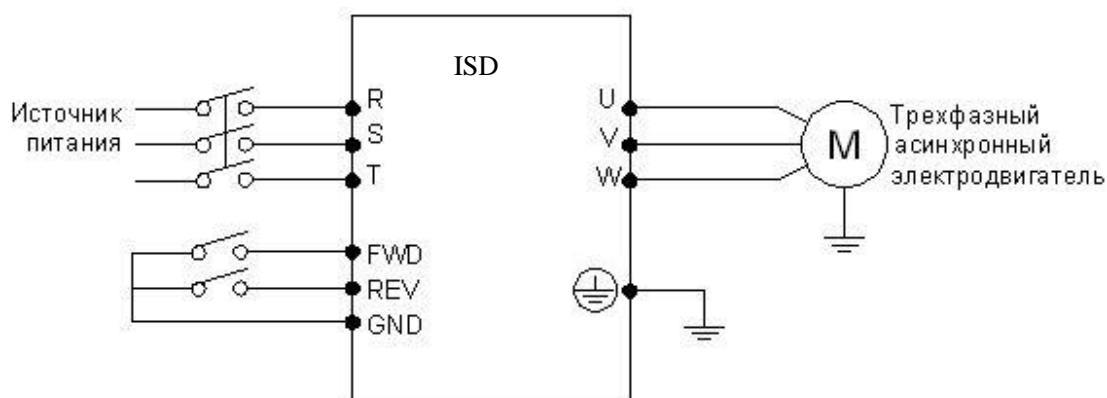 ISD
Источник
питания
R
S
T
FWD
REV
GND
U
V
W
M
Трехфазный
асинхронный
электродвигатель